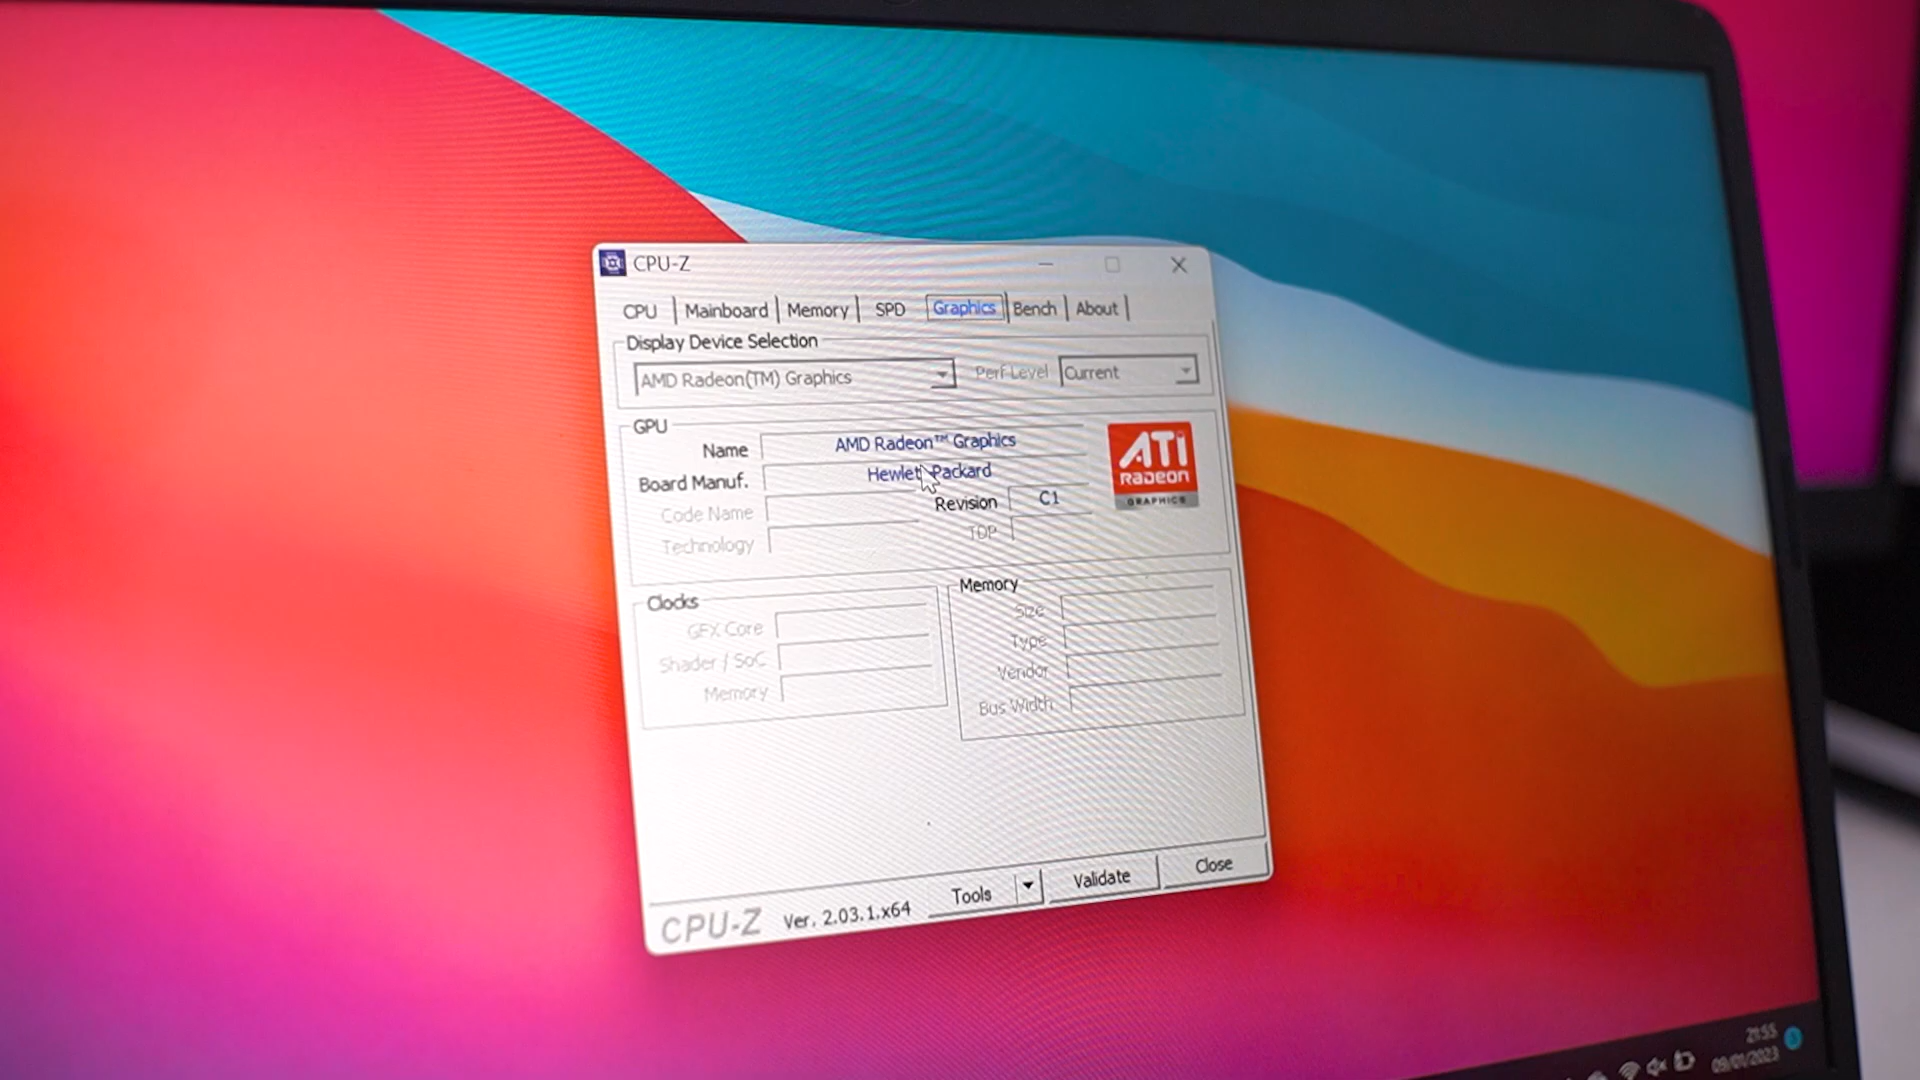 CPU-Z
CPU Mainboard Memory SPD Graphics Bench About
Display Device Selection
AMD Radeon(TM) Graphics Perf Level Current
GPU
Name AMD Radeon™ Graphics
Board Manuf. Hewlett-Packard
Code Name Revision C1
Technology TDP
ATI
RADEON
GRAPHICS
Clocks
GFX Core
Shader / SoC
Memory
Memory
Size
Type
Vendor
Bus Width
CPU-Z Ver. 2.03.1.x64 Tools Validate Close
21:55
09/01/2023